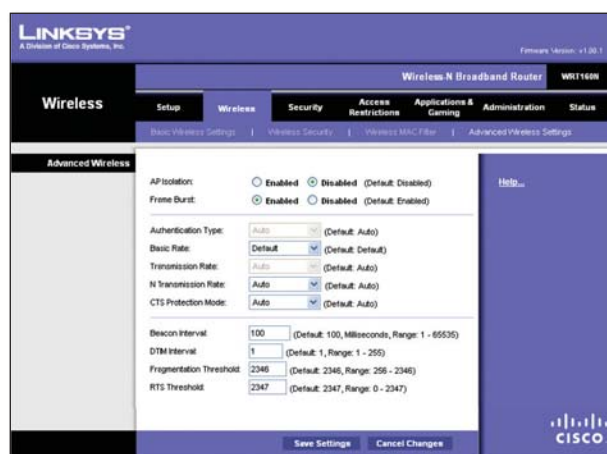 LINKSYS®
A Division of Cisco Systems, Inc.
Firmware Version: v1.00.1
Wireless-N Broadband Router WRT160N
Wireless
Setup Wireless Security Access Restrictions Applications & Gaming Administration Status
Basic Wireless Settings | Wireless Security | Wireless MAC Filter | Advanced Wireless Settings
Advanced Wireless
AP Isolation: Enabled Disabled (Default: Disabled)
Help...
Frame Burst: Enabled Disabled (Default: Enabled)
Authentication Type: Auto (Default: Auto)
Basic Rate: Default (Default: Default)
Transmission Rate: Auto (Default: Auto)
N Transmission Rate: Auto (Default: Auto)
CTS Protection Mode: Auto (Default: Auto)
Beacon Interval: 100 (Default: 100, Milliseconds, Range: 1 - 65535)
DTIM Interval: 1 (Default: 1, Range: 1 - 255)
Fragmentation Threshold: 2346 (Default: 2346, Range: 256 - 2346)
RTS Threshold: 2347 (Default: 2347, Range: 0 - 2347)
Save Settings Cancel Changes
CISCO